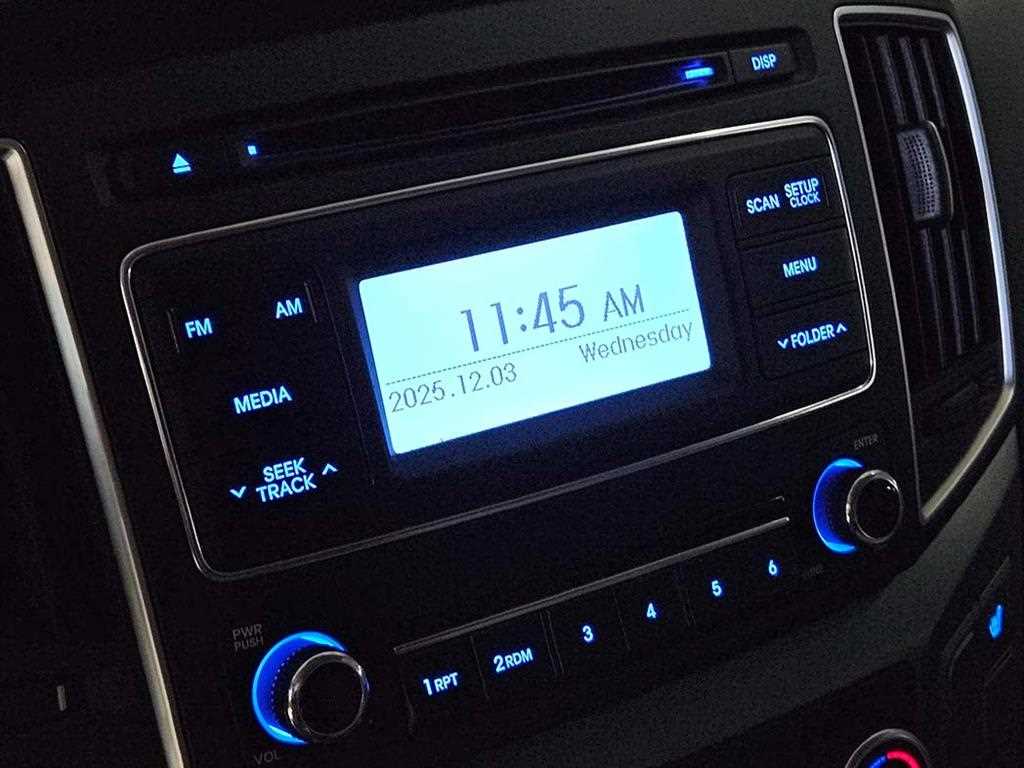 DISP
SCAN
SETUP
CLOCK
FM
AM
11:45 AM
MENU
Wednesday
2025.12.03
FOLDER
MEDIA
SEEK
TRACK
ENTER
PWR
PUSH
1 RPT
2 RDM
3
4
5
6
VOL